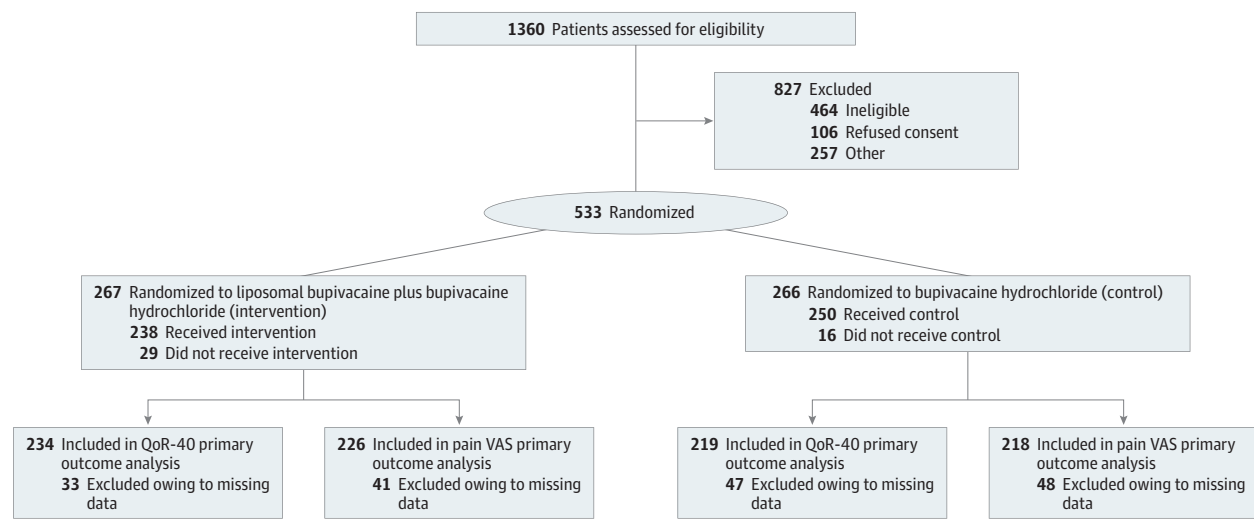 1360 Patients assessed for eligibility
827 Excluded
464 Ineligible
106 Refused consent
257 Other
533 Randomized
267 Randomized to liposomal bupivacaine plus bupivacaine
hydrochloride (intervention)
238 Received intervention
29 Did not receive intervention
266 Randomized to bupivacaine hydrochloride (control)
250 Received control
16 Did not receive control
234 Included in QoR-40 primary
outcome analysis
33 Excluded owing to missing
data
226 Included in pain VAS primary
outcome analysis
41 Excluded owing to missing
data
219 Included in QoR-40 primary
outcome analysis
47 Excluded owing to missing
data
218 Included in pain VAS primary
outcome analysis
48 Excluded owing to missing
data